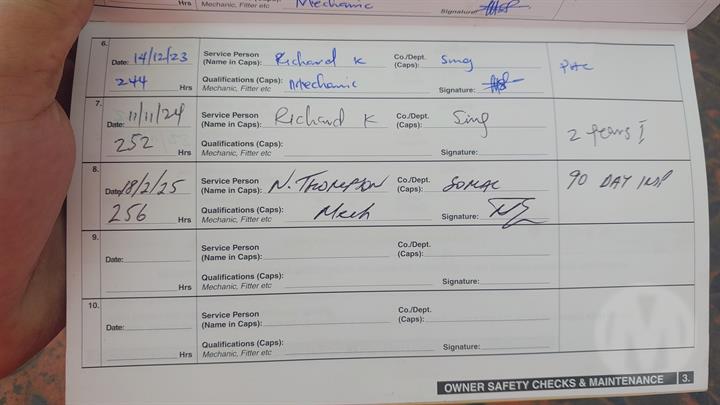 Hrs Mechanic, Fitter etc Mechanic Signature:
6.
Date: 14/12/23 Service Person (Name in Caps): Richard K Co./Dept. (Caps): Sing
244 Hrs Qualifications (Caps): Mechanic, Fitter etc Mechanic Signature:
7.
Date: 11/11/24 Service Person (Name in Caps): Richard K Co./Dept. (Caps): Sing 2 years I
252 Hrs Qualifications (Caps): Mechanic, Fitter etc Signature:
8.
Date: 18/2/25 Service Person (Name in Caps): N. THOMPSON Co./Dept. (Caps): SOMAC 90 DAY INSP
256 Hrs Qualifications (Caps): Mechanic, Fitter etc Mech Signature:
9.
Date: Service Person (Name in Caps): Co./Dept. (Caps):
Hrs Qualifications (Caps): Mechanic, Fitter etc Signature:
10.
Date: Service Person (Name in Caps): Co./Dept. (Caps):
Hrs Qualifications (Caps): Mechanic, Fitter etc Signature:
OWNER SAFETY CHECKS & MAINTENANCE 3.
M